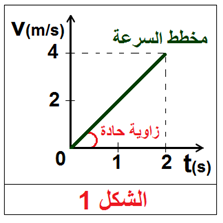 v(m/s)
مخطط السرعة
4
2
زاوية حادة
0
1
2
t(s)
الشكل 1